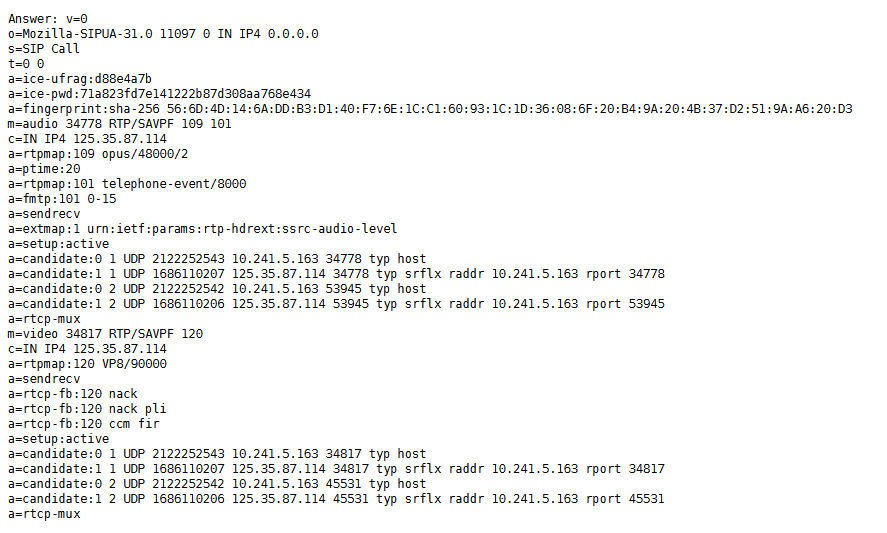 Answer: v=0
o=Mozilla-SIPUA-31.0 11097 0 IN IP4 0.0.0.0
s=SIP Call
t=0 0
a=ice-ufrag:d88e4a7b
a=ice-pwd:71a823fd7e141222b87d308aa768e434
a=fingerprint:sha-256 56:6D:4D:14:6A:DD:B3:D1:40:F7:6E:1C:C1:60:93:1C:1D:36:08:6F:20:B4:9A:20:4B:37:D2:51:9A:A6:20:D3
m=audio 34778 RTP/SAVPF 109 101
c=IN IP4 125.35.87.114
a=rtpmap:109 opus/48000/2
a=ptime:20
a=rtpmap:101 telephone-event/8000
a=fmtp:101 0-15
a=sendrecv
a=extmap:1 urn:ietf:params:rtp-hdrext:ssrc-audio-level
a=setup:active
a=candidate:0 1 UDP 2122252543 10.241.5.163 34778 typ host
a=candidate:1 1 UDP 1686110207 125.35.87.114 34778 typ srflx raddr 10.241.5.163 rport 34778
a=candidate:0 2 UDP 2122252542 10.241.5.163 53945 typ host
a=candidate:1 2 UDP 1686110206 125.35.87.114 53945 typ srflx raddr 10.241.5.163 rport 53945
a=rtcp-mux
m=video 34817 RTP/SAVPF 120
c=IN IP4 125.35.87.114
a=rtpmap:120 VP8/90000
a=sendrecv
a=rtcp-fb:120 nack
a=rtcp-fb:120 nack pli
a=rtcp-fb:120 ccm fir
a=setup:active
a=candidate:0 1 UDP 2122252543 10.241.5.163 34817 typ host
a=candidate:1 1 UDP 1686110207 125.35.87.114 34817 typ srflx raddr 10.241.5.163 rport 34817
a=candidate:0 2 UDP 2122252542 10.241.5.163 45531 typ host
a=candidate:1 2 UDP 1686110206 125.35.87.114 45531 typ srflx raddr 10.241.5.163 rport 45531
a=rtcp-mux